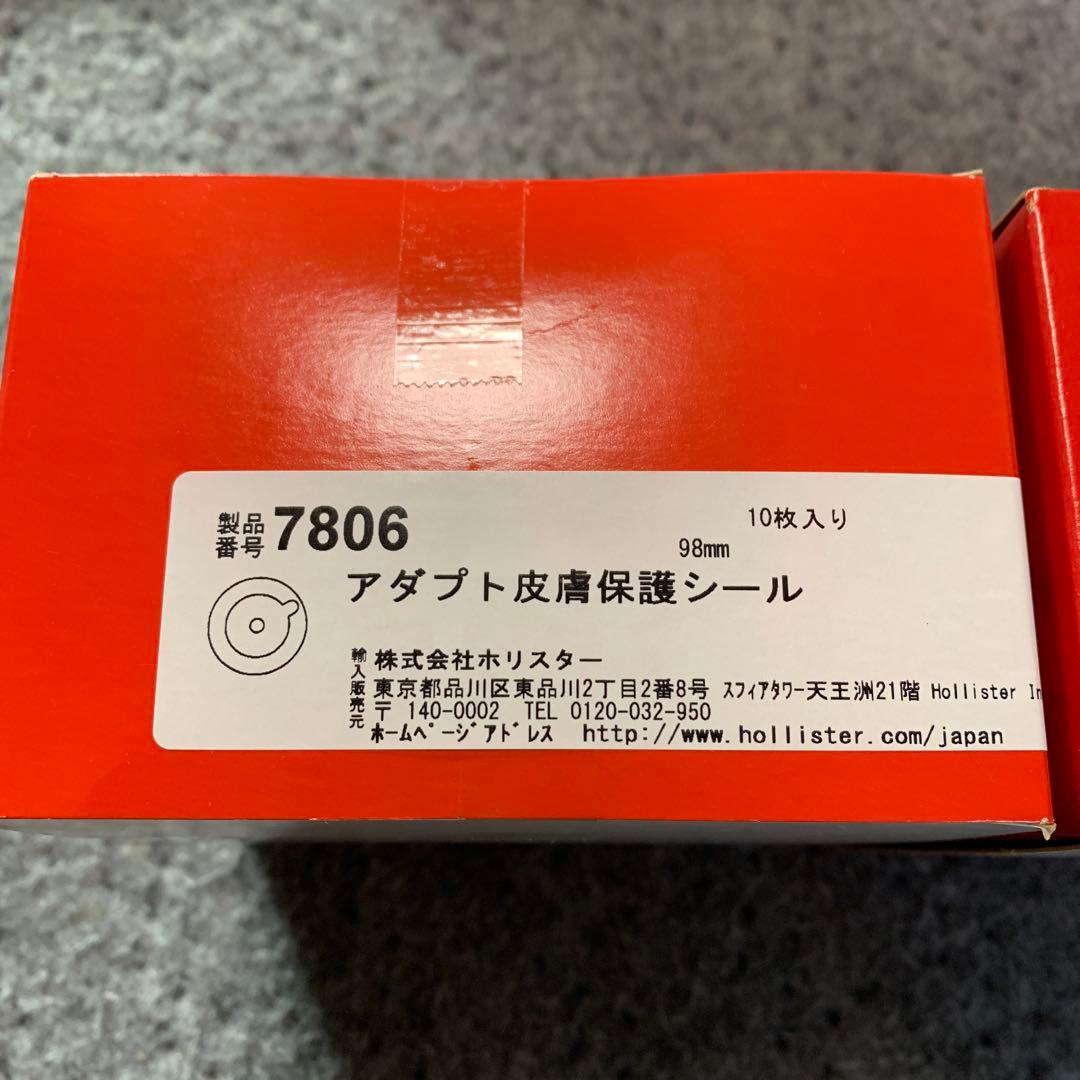 製品番号 7806
10枚入り
98mm
アダプト皮膚保護シール
輸入販売元
株式会社ホリスター
東京都品川区東品川2丁目2番8号 スフィアタワー天王洲21階 Hollister
〒 140-0002 TEL 0120-032-950
ホームページアドレス http://www.hollister.com/japan